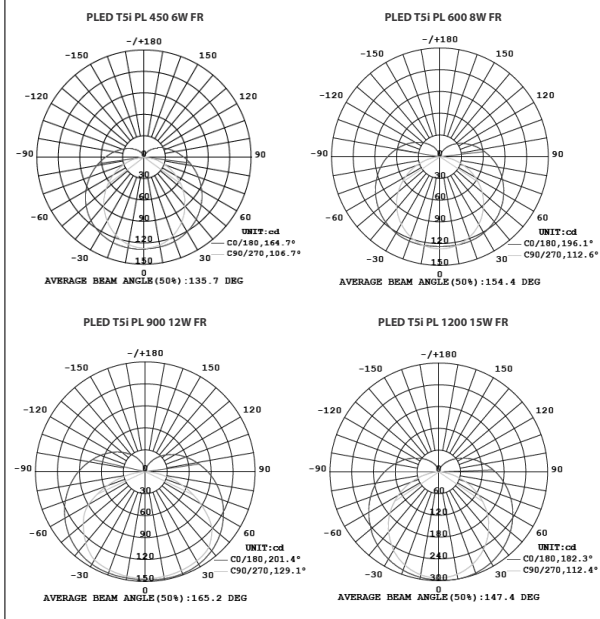 PLED T5i PL 450 6W FR
-/+180
-150 150
-120 120
-90 90
0
30
60
90
120
150
-60 60
-30 30
0
UNIT:cd
C0/180,164.7°
C90/270,106.7°
AVERAGE BEAM ANGLE(50%):135.7 DEG
PLED T5i PL 600 8W FR
-/+180
-150 150
-120 120
-90 90
0
30
60
90
120
150
-60 60
-30 30
0
UNIT:cd
C0/180,196.1°
C90/270,112.6°
AVERAGE BEAM ANGLE(50%):154.4 DEG
PLED T5i PL 900 12W FR
-/+180
-150 150
-120 120
-90 90
0
30
60
90
120
150
-60 60
-30 30
0
UNIT:cd
C0/180,201.4°
C90/270,129.1°
AVERAGE BEAM ANGLE(50%):165.2 DEG
PLED T5i PL 1200 15W FR
-/+180
-150 150
-120 120
-90 90
0
60
120
180
240
300
-60 60
-30 30
0
UNIT:cd
C0/180,182.3°
C90/270,112.4°
AVERAGE BEAM ANGLE(50%):147.4 DEG